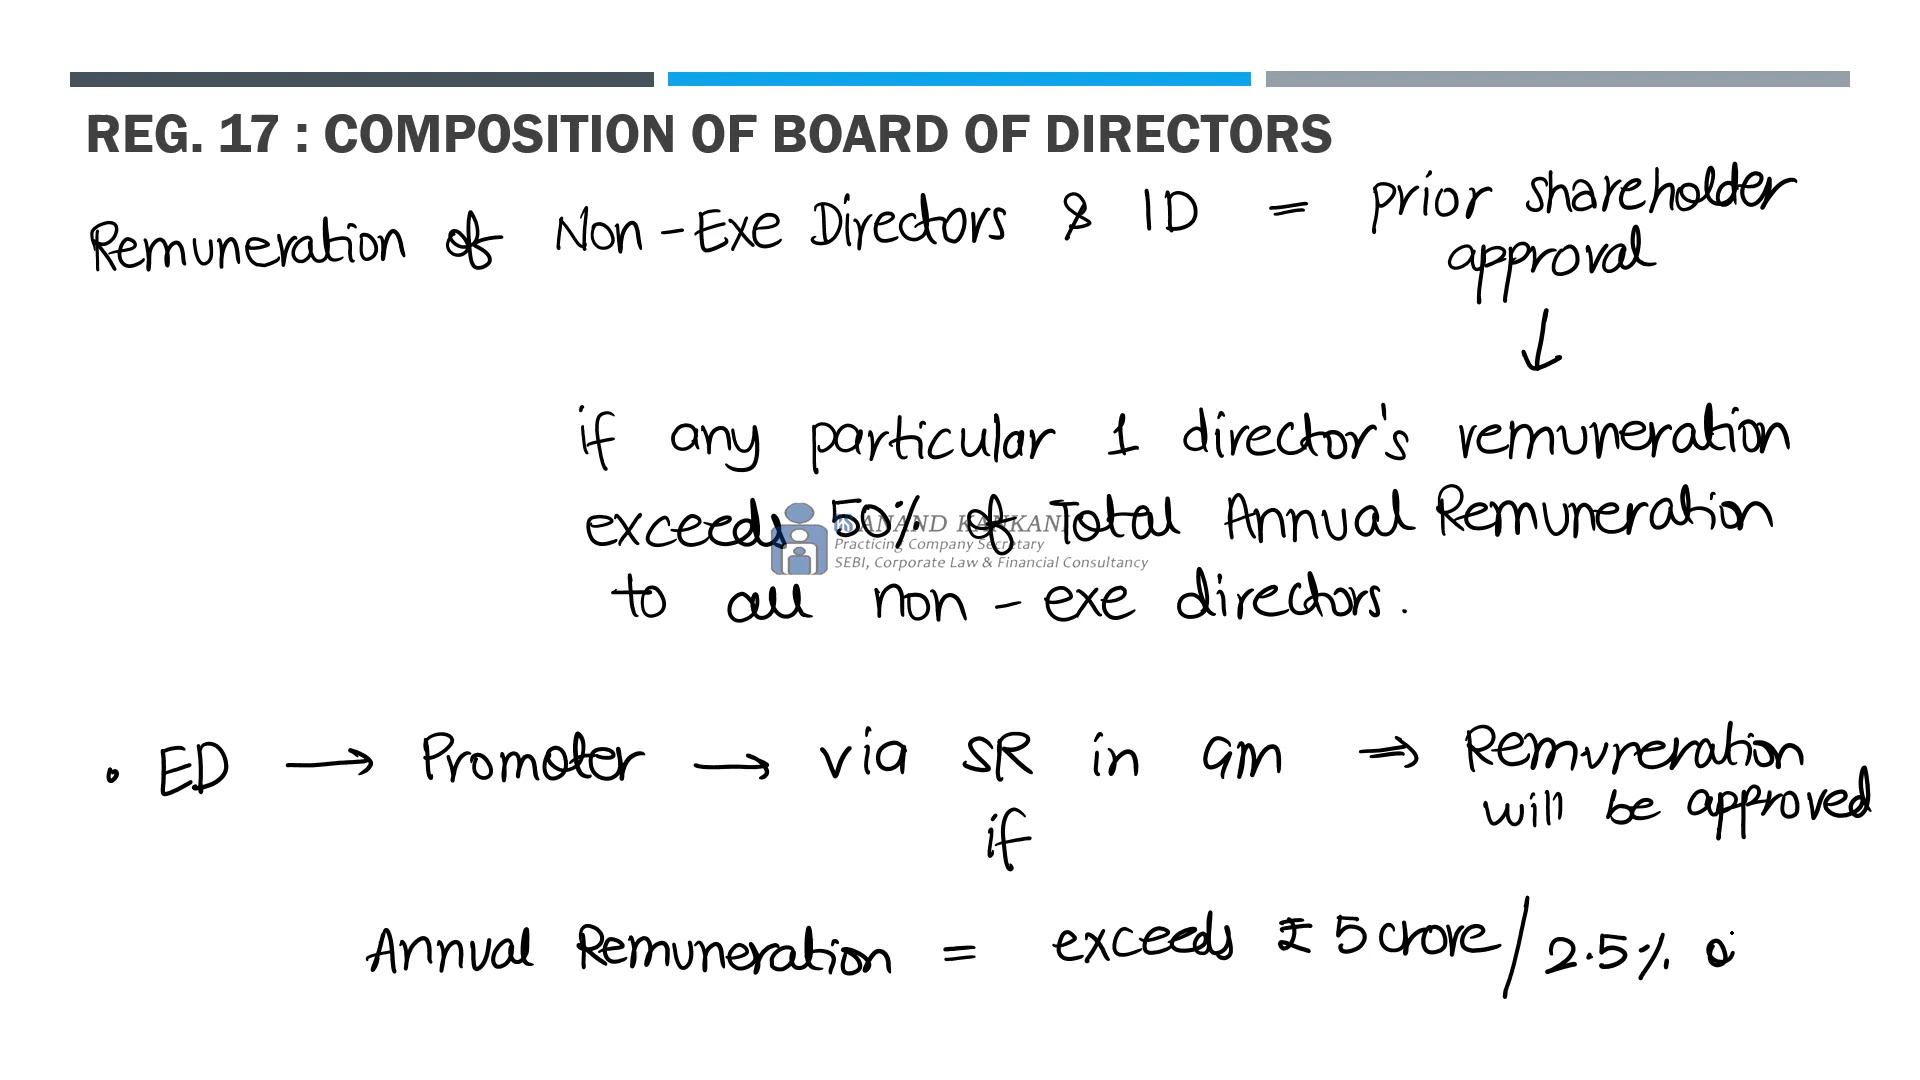 REG. 17 : COMPOSITION OF BOARD OF DIRECTORS
Remuneration of Non-Exe Directors & ID = prior shareholder
approval
↓
if any particular 1 director's remuneration
exceeds 50% of Total Annual Remuneration
ANAND KANKANI
Practicing Company Secretary
SEBI, Corporate Law & Financial Consultancy
to all non-exe directors.
• ED → Promoter → via SR in GM ⇒ Remuneration
will be approved
if
Annual Remuneration = exceeds ₹ 5 crore / 2.5%